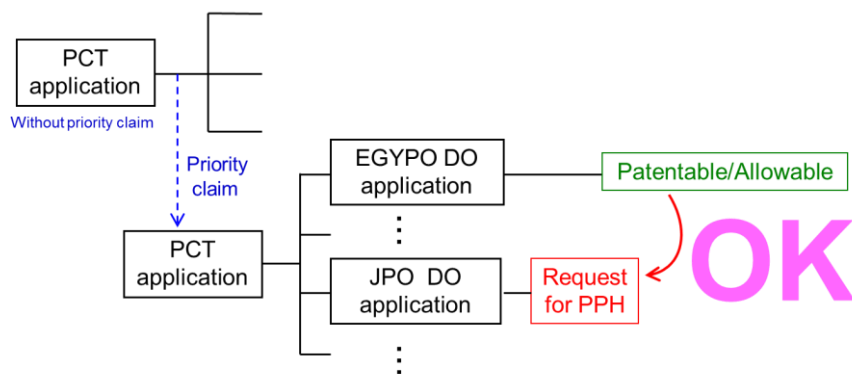 PCT
application
Without priority claim
Priority
claim
PCT
application
EGYPO DO
application
Patentable/Allowable
OK
JPO DO
application
Request
for PPH